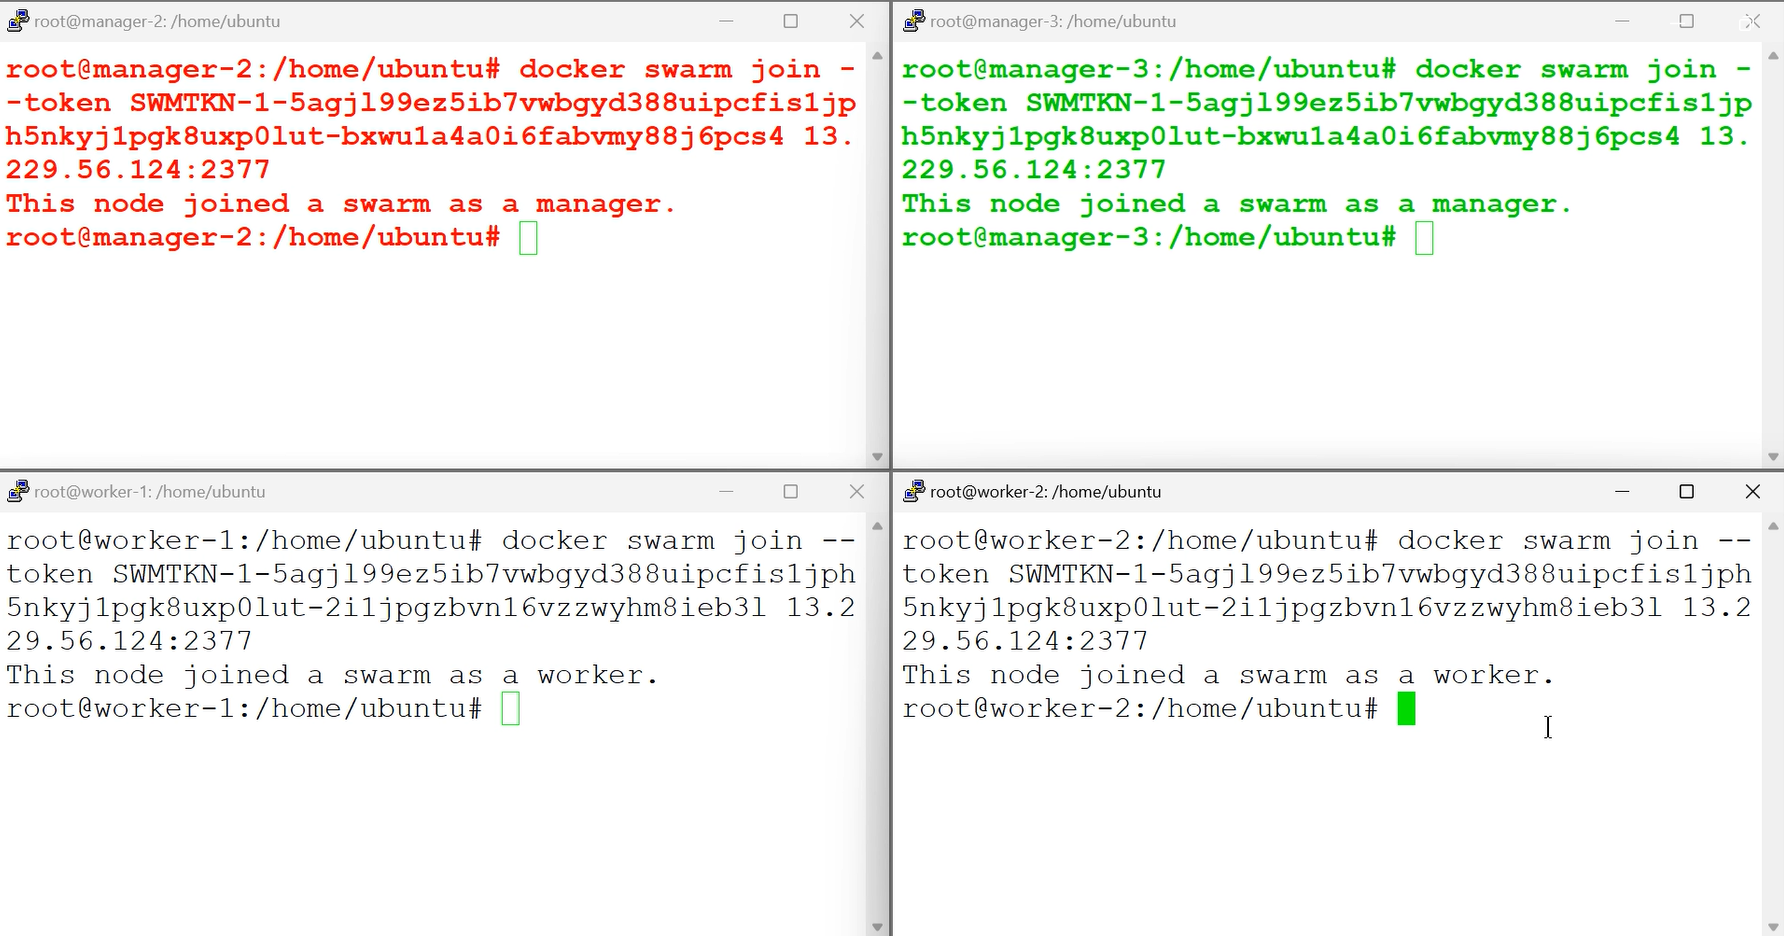 root@manager-2: /home/ubuntu
root@manager-2:/home/ubuntu# docker swarm join -
-token SWMTKN-1-5agjl99ez5ib7vwbgyd388uipcfis1jp
h5nkyj1pgk8uxp0lut-bxwu1a4a0i6fabvmy88j6pcs4 13.
229.56.124:2377
This node joined a swarm as a manager.
root@manager-2:/home/ubuntu#
root@manager-3: /home/ubuntu
root@manager-3:/home/ubuntu# docker swarm join -
-token SWMTKN-1-5agjl99ez5ib7vwbgyd388uipcfis1jp
h5nkyj1pgk8uxp0lut-bxwu1a4a0i6fabvmy88j6pcs4 13.
229.56.124:2377
This node joined a swarm as a manager.
root@manager-3:/home/ubuntu#
root@worker-1: /home/ubuntu
root@worker-1:/home/ubuntu# docker swarm join --
token SWMTKN-1-5agjl99ez5ib7vwbgyd388uipcfis1jph
5nkyj1pgk8uxp0lut-2i1jpgzbvn16vzzwyhm8ieb3l 13.2
29.56.124:2377
This node joined a swarm as a worker.
root@worker-1:/home/ubuntu#
root@worker-2: /home/ubuntu
root@worker-2:/home/ubuntu# docker swarm join --
token SWMTKN-1-5agjl99ez5ib7vwbgyd388uipcfis1jph
5nkyj1pgk8uxp0lut-2i1jpgzbvn16vzzwyhm8ieb3l 13.2
29.56.124:2377
This node joined a swarm as a worker.
root@worker-2:/home/ubuntu#